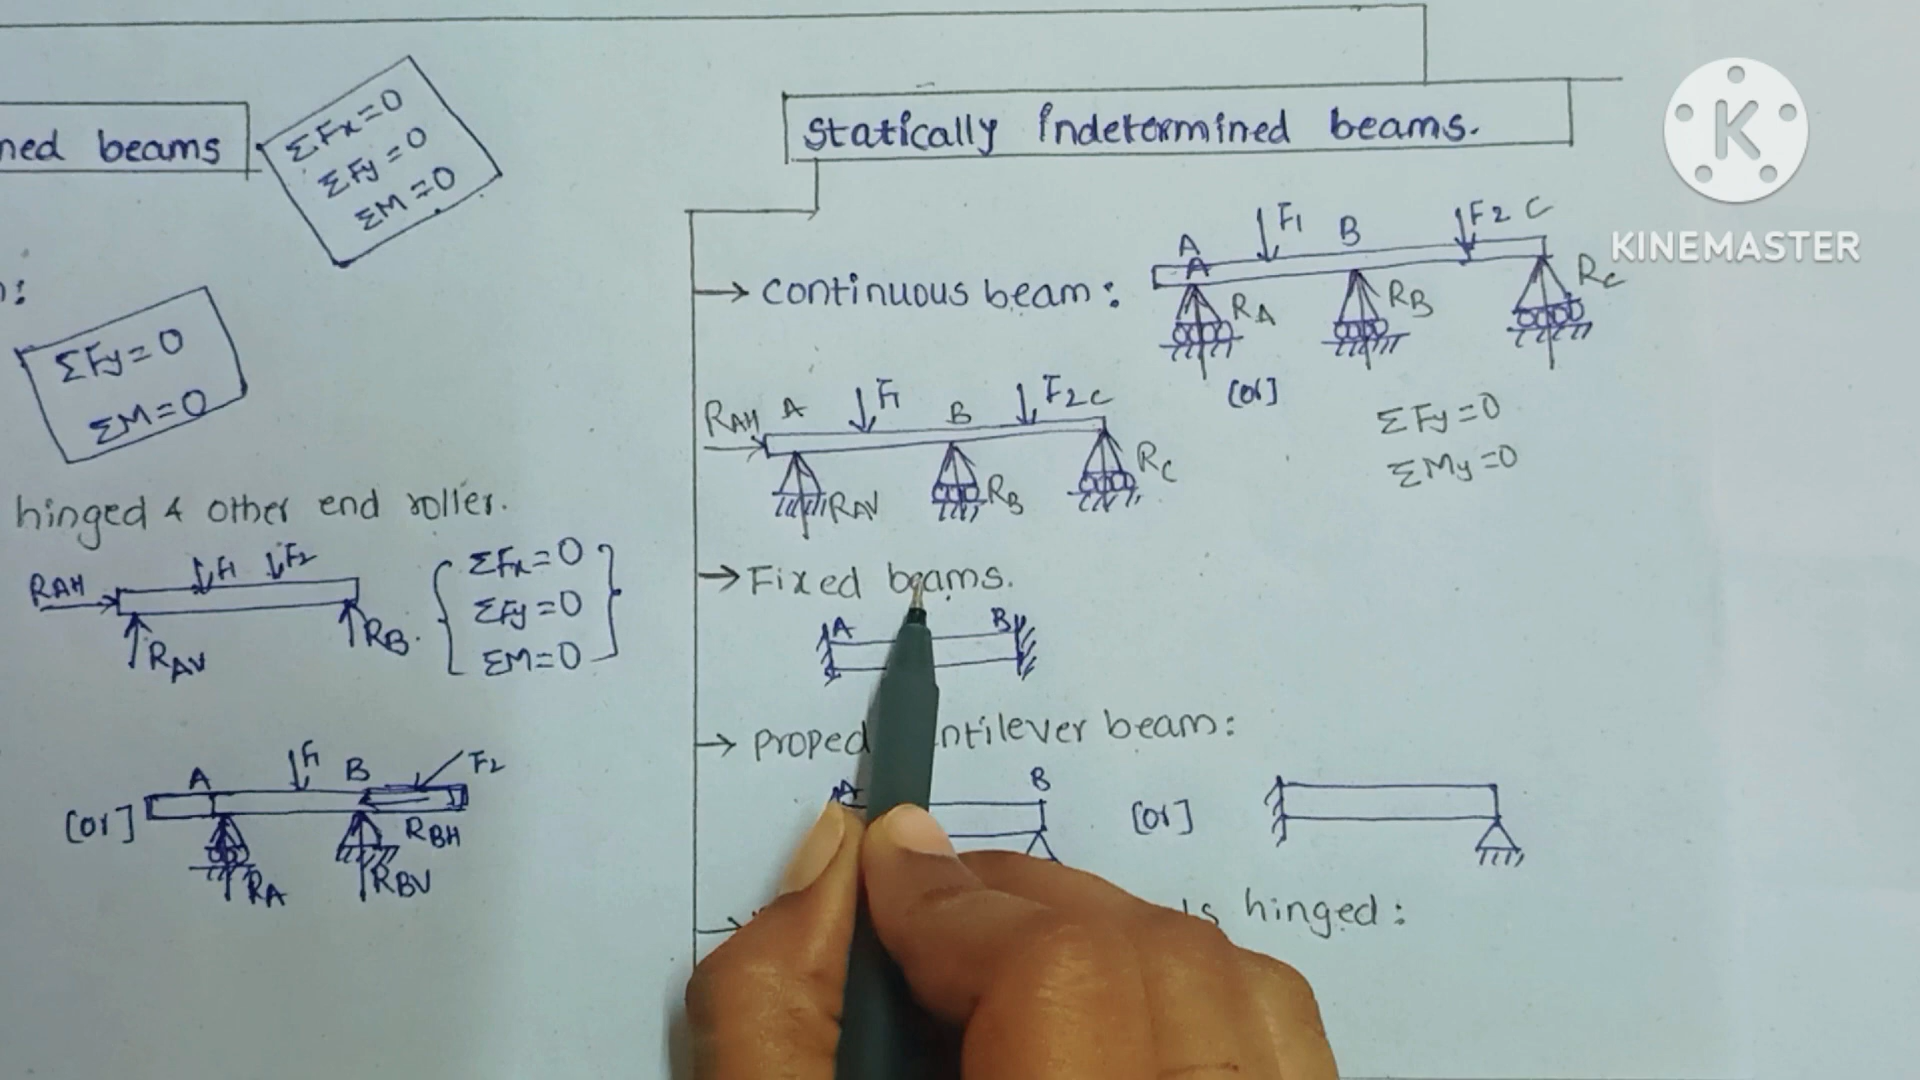 ned beams
ΣFx=0
ΣFy=0
ΣM=0
ΣFy=0
ΣM=0
hinged & other end roller.
RAH
F1
F2
RAV
RB.
ΣFx=0
ΣFy=0
ΣM=0
[or]
A
F1
B
F2
RA
RBV
RBH
Statically indetermined beams.
→ continuous beam:
A
A
F1
B
F2
C
RA
RB
RC
[or]
ΣFy=0
ΣMy=0
RAH
A
F1
B
F2
C
RAV
RB
RC
→ Fixed beams.
A
B
→ Proped ntilever beam:
A
B
[or]
hinged:
K
KINEMASTER